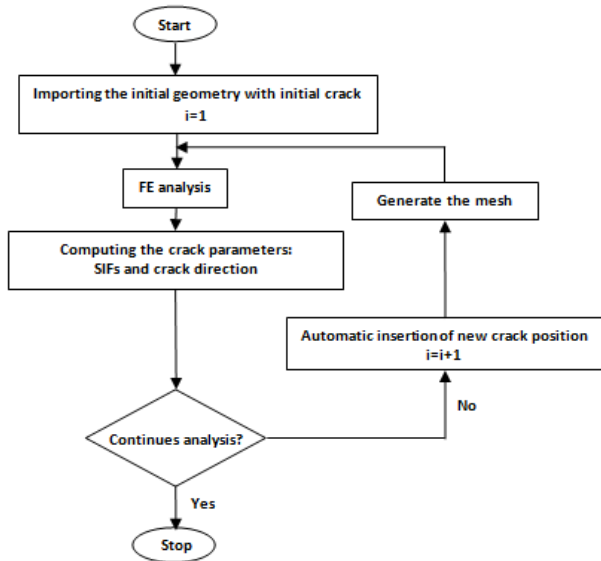 Start
Importing the initial geometry with initial crack
i=1
FE analysis
Generate the mesh
Computing the crack parameters:
SIFs and crack direction
Automatic insertion of new crack position
i=i+1
No
Continues analysis?
Yes
Stop